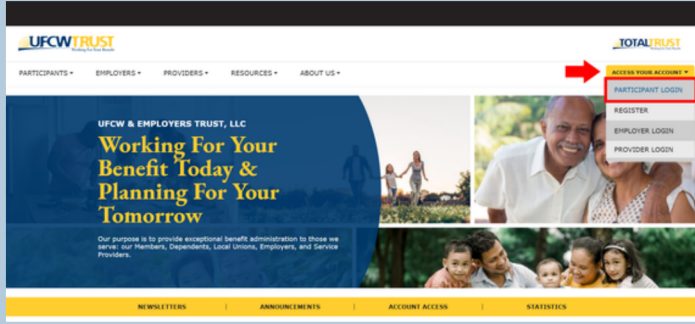 UFCWTRUST
Working For Your Benefit
TOTALTRUST
PARTICIPANTS
EMPLOYERS
PROVIDERS
RESOURCES
ABOUT US
ACCESS YOUR ACCOUNT
PARTICIPANT LOGIN
REGISTER
EMPLOYER LOGIN
PROVIDER LOGIN
UFCW & EMPLOYERS TRUST, LLC
Working For Your
Benefit Today &
Planning For Your
Tomorrow
Our purpose is to provide exceptional benefit administration to those we
serve: our Members, Dependents, Local Unions, Employers, and Service
Providers.
NEWSLETTERS | ANNOUNCEMENTS | ACCOUNT ACCESS | STATISTICS